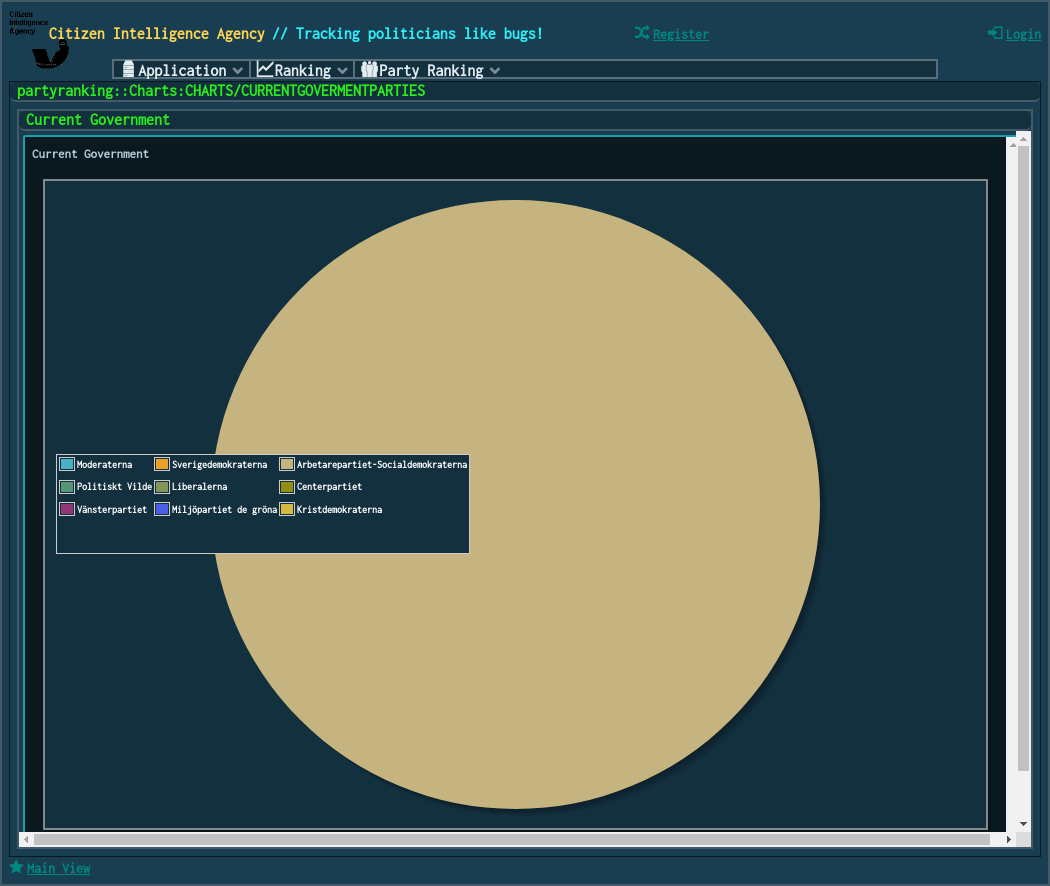 Citizen
Intelligence
Agency
Citizen Intelligence Agency // Tracking politicians like bugs!
Register
Login
Application
Ranking
Party Ranking
partyranking::Charts:CHARTS/CURRENTGOVERMENTPARTIES
Current Government
Current Government
Moderaterna
Sverigedemokraterna
Arbetarepartiet-Socialdemokraterna
Politiskt Vilde
Liberalerna
Centerpartiet
Vänsterpartiet
Miljöpartiet de gröna
Kristdemokraterna
Main View